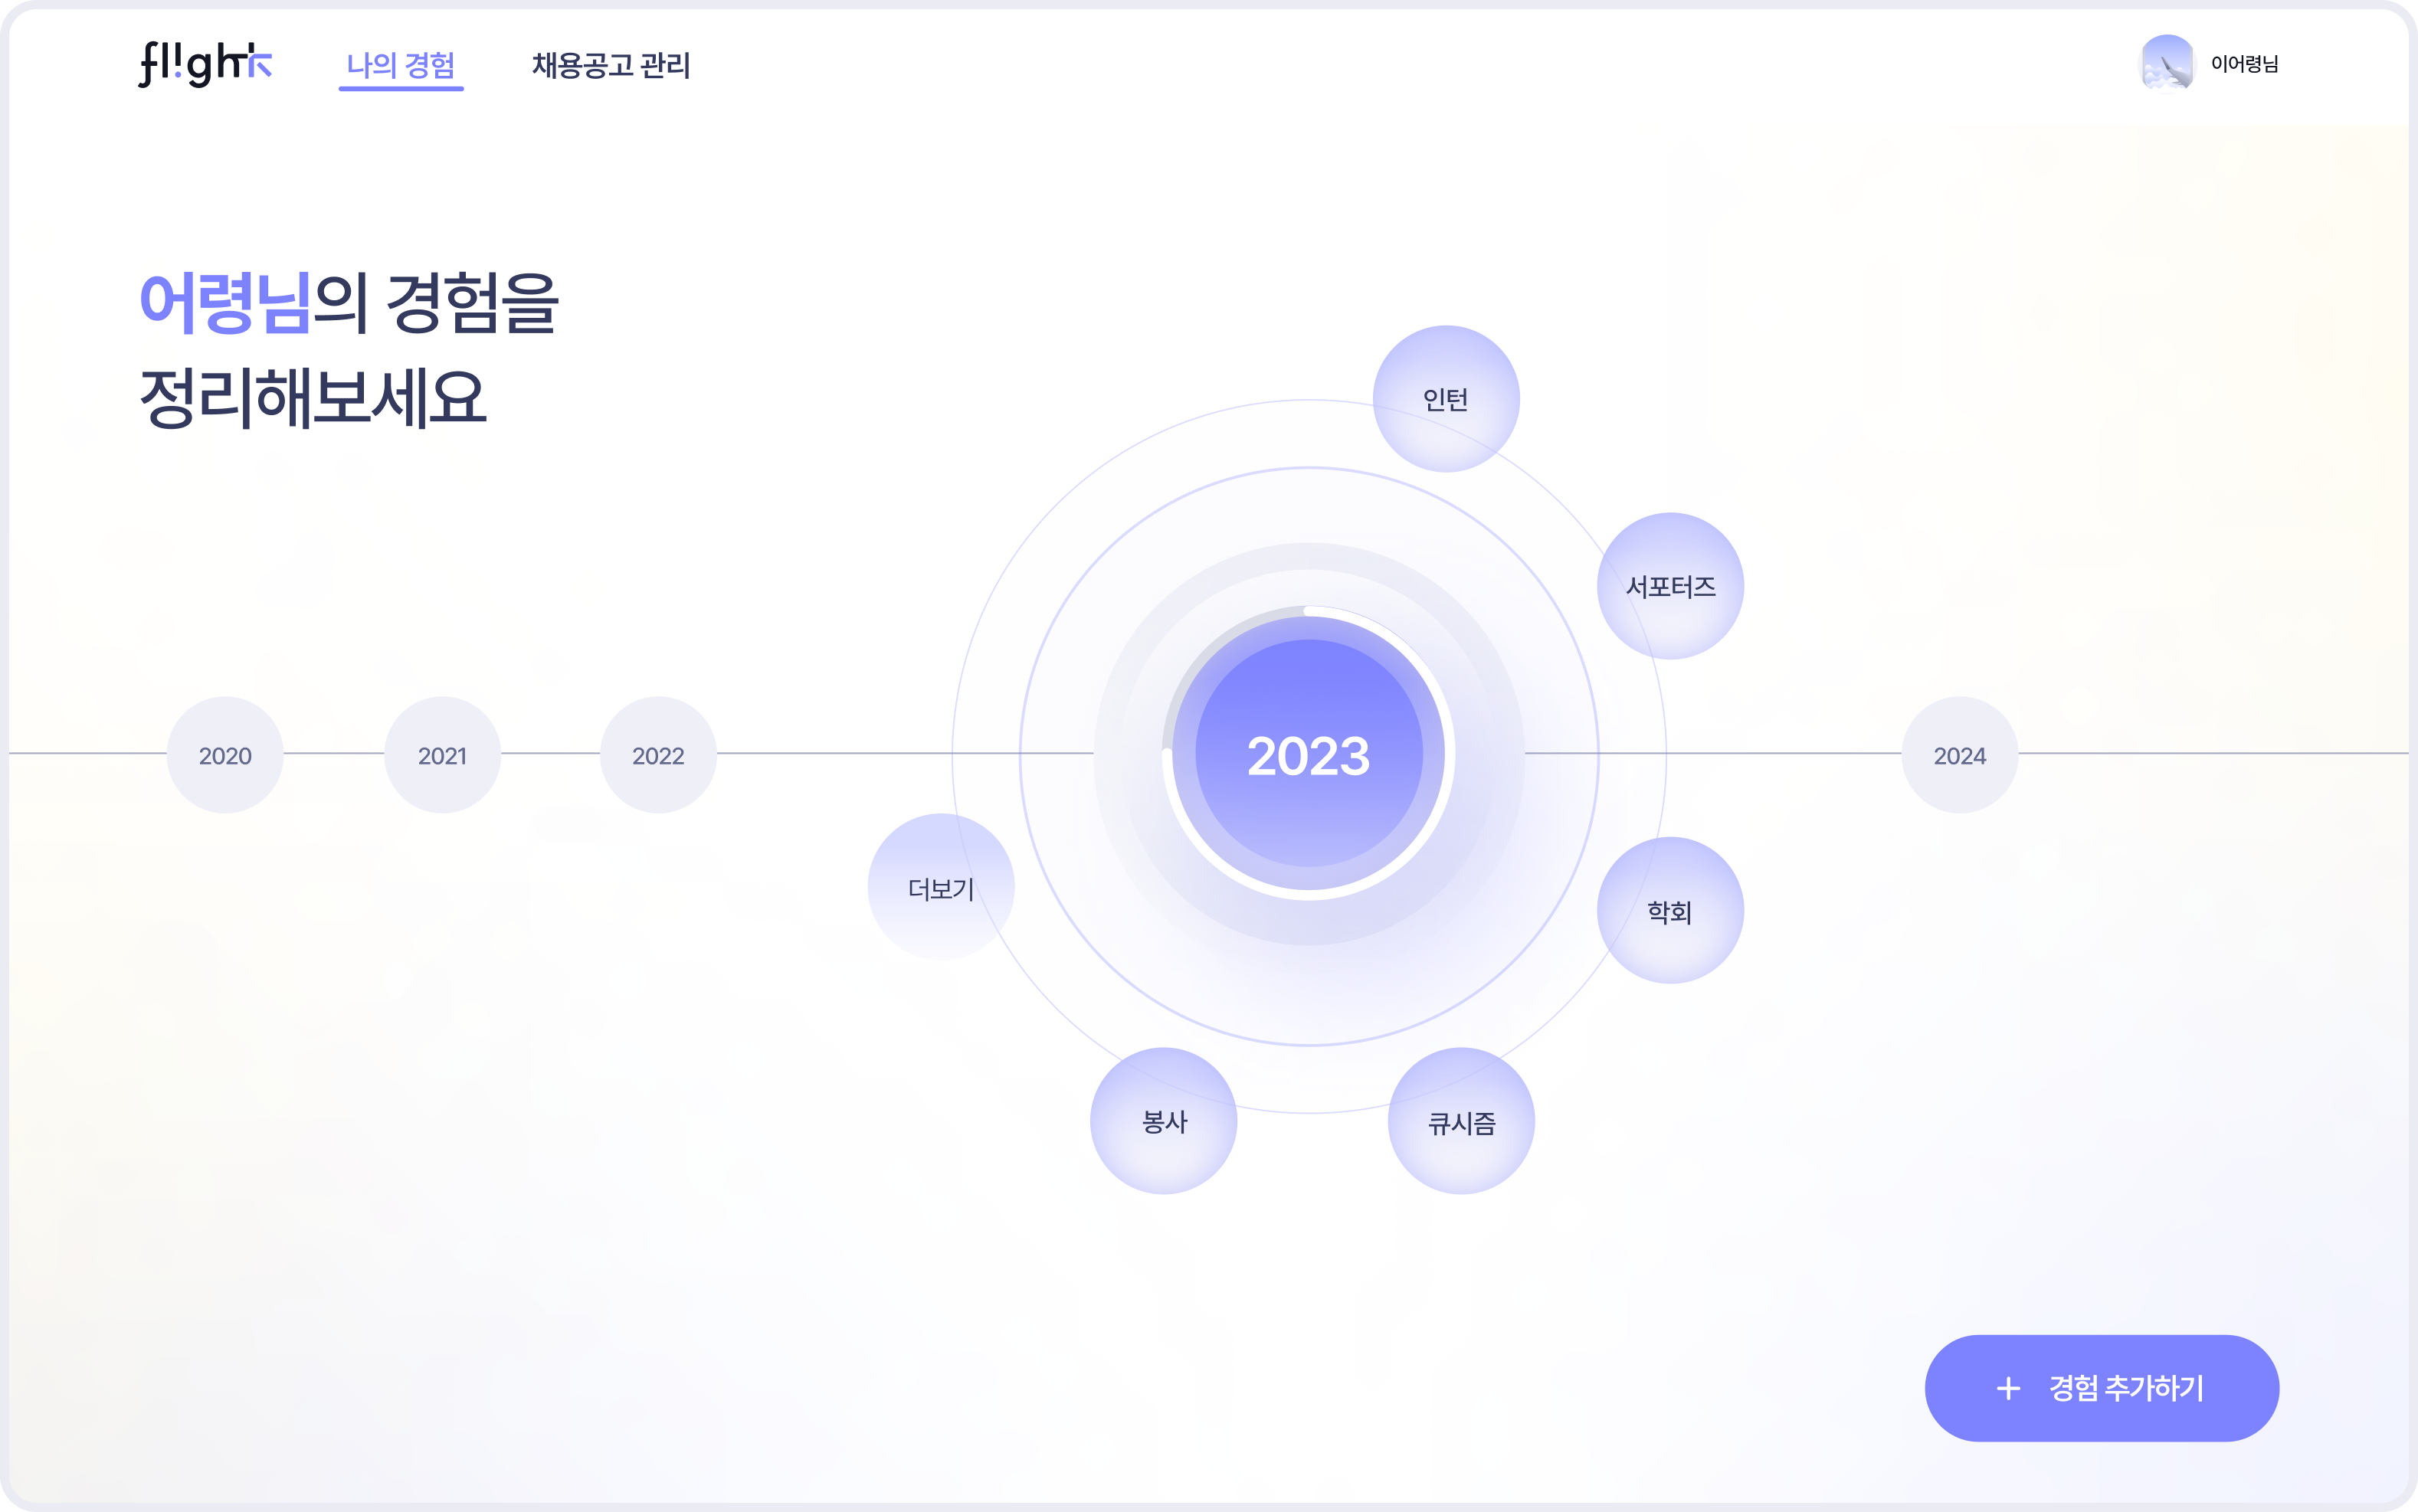 flight
나의 경험
채용공고 관리
이어령님
어령님의 경험을
정리해보세요
인턴
서포터즈
2020
2021
2022
2023
2024
더보기
학회
봉사
큐시즘
+ 경험 추가하기